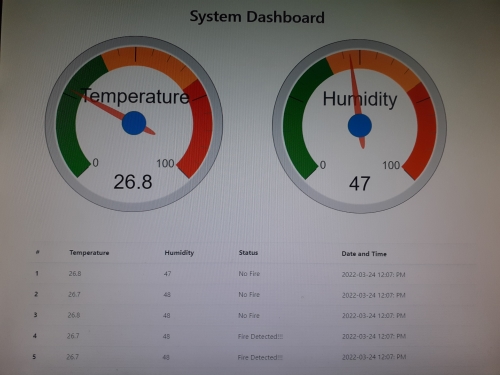 System Dashboard
Temperature
Humidity
0 100
0 100
26.8
47
# Temperature Humidity Status Date and Time
1 26.8 47 No Fire 2022-03-24 12:07: PM
2 26.7 48 No Fire 2022-03-24 12:07: PM
3 26.8 48 No Fire 2022-03-24 12:07: PM
4 26.7 48 Fire Detected!!! 2022-03-24 12:07: PM
5 26.7 48 Fire Detected!!! 2022-03-24 12:07: PM